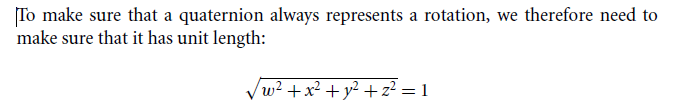 To make sure that a quaternion always represents a rotation, we therefore need to
make sure that it has unit length:
√w² + x² + y² + z² = 1